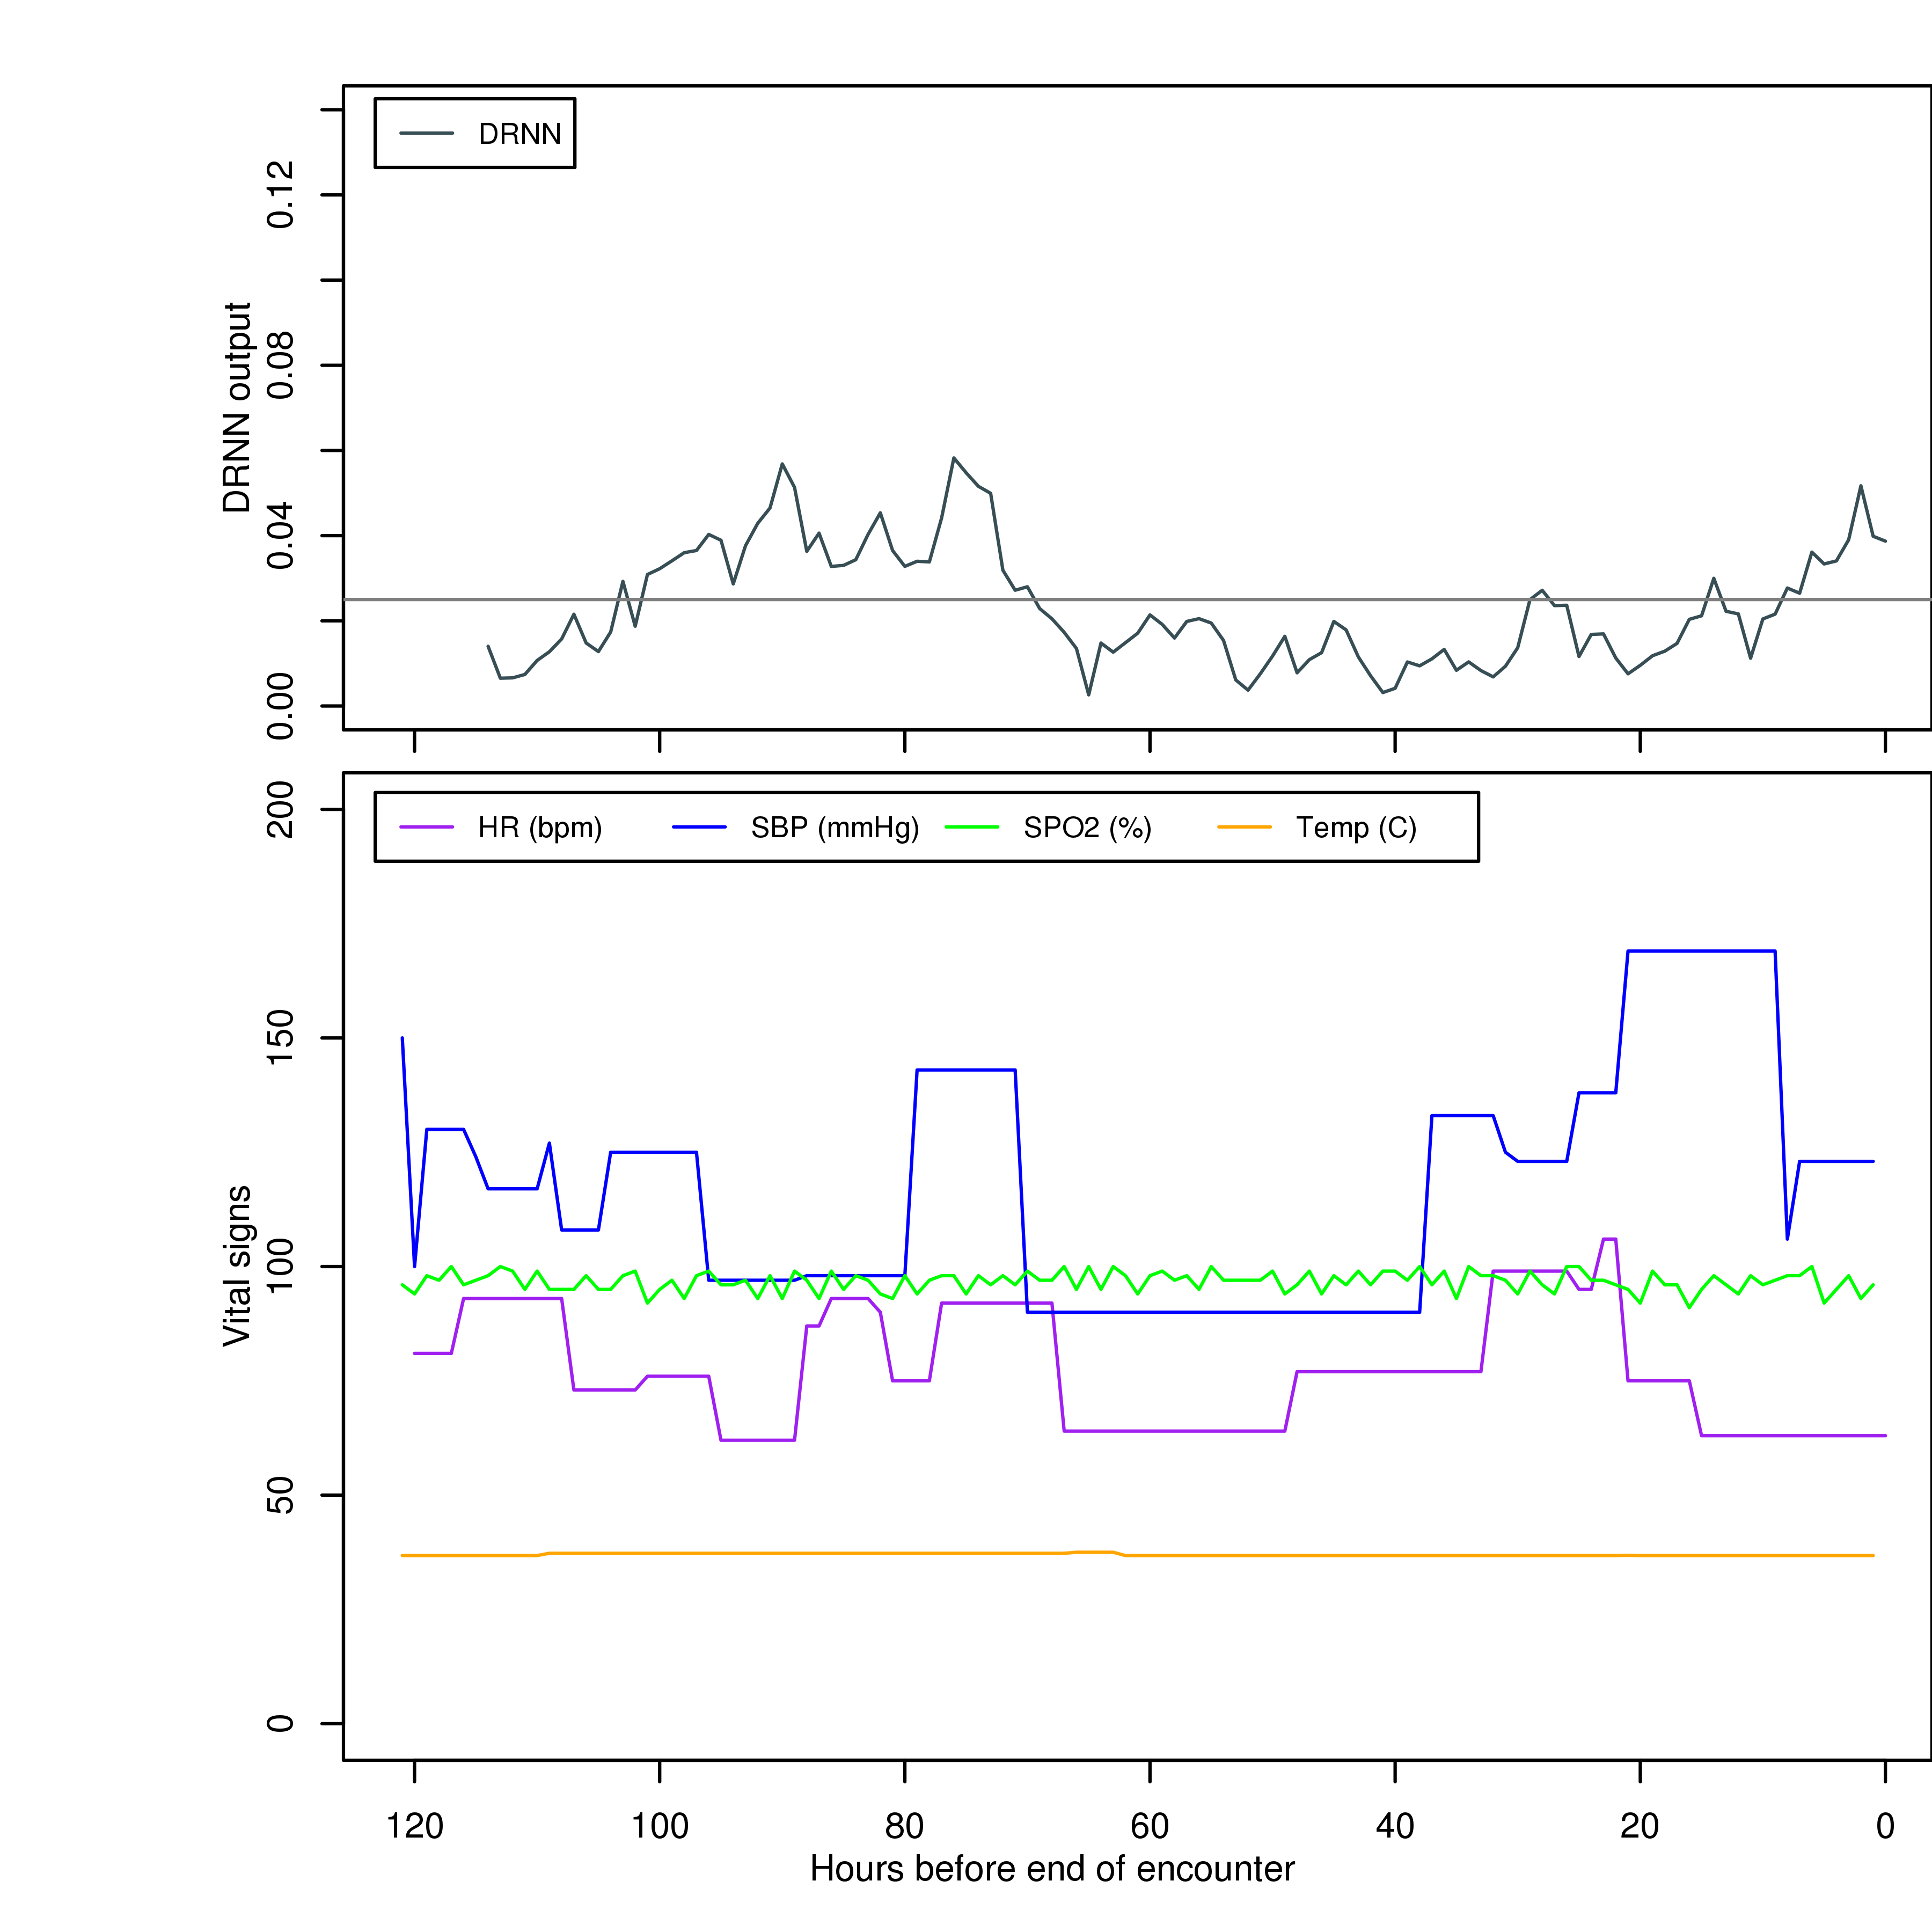 DRNN
DRNN output
0.12
0.08
0.04
0.00
HR (bpm) SBP (mmHg) SPO2 (%) Temp (C)
Vital signs
200
150
100
50
0
120 100 80 60 40 20 0
Hours before end of encounter